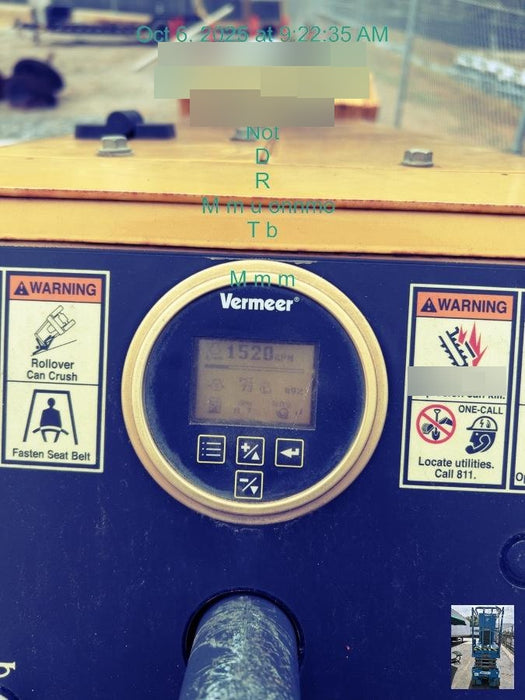 Oct 6, 2025 at 9:22:35 AM
Not
D
R
T b
M m m
Vermeer®
1520 RPM
WARNING
Rollover
Can Crush
Fasten Seat Belt
WARNING
ONE-CALL
Locate utilities.
Call 811.